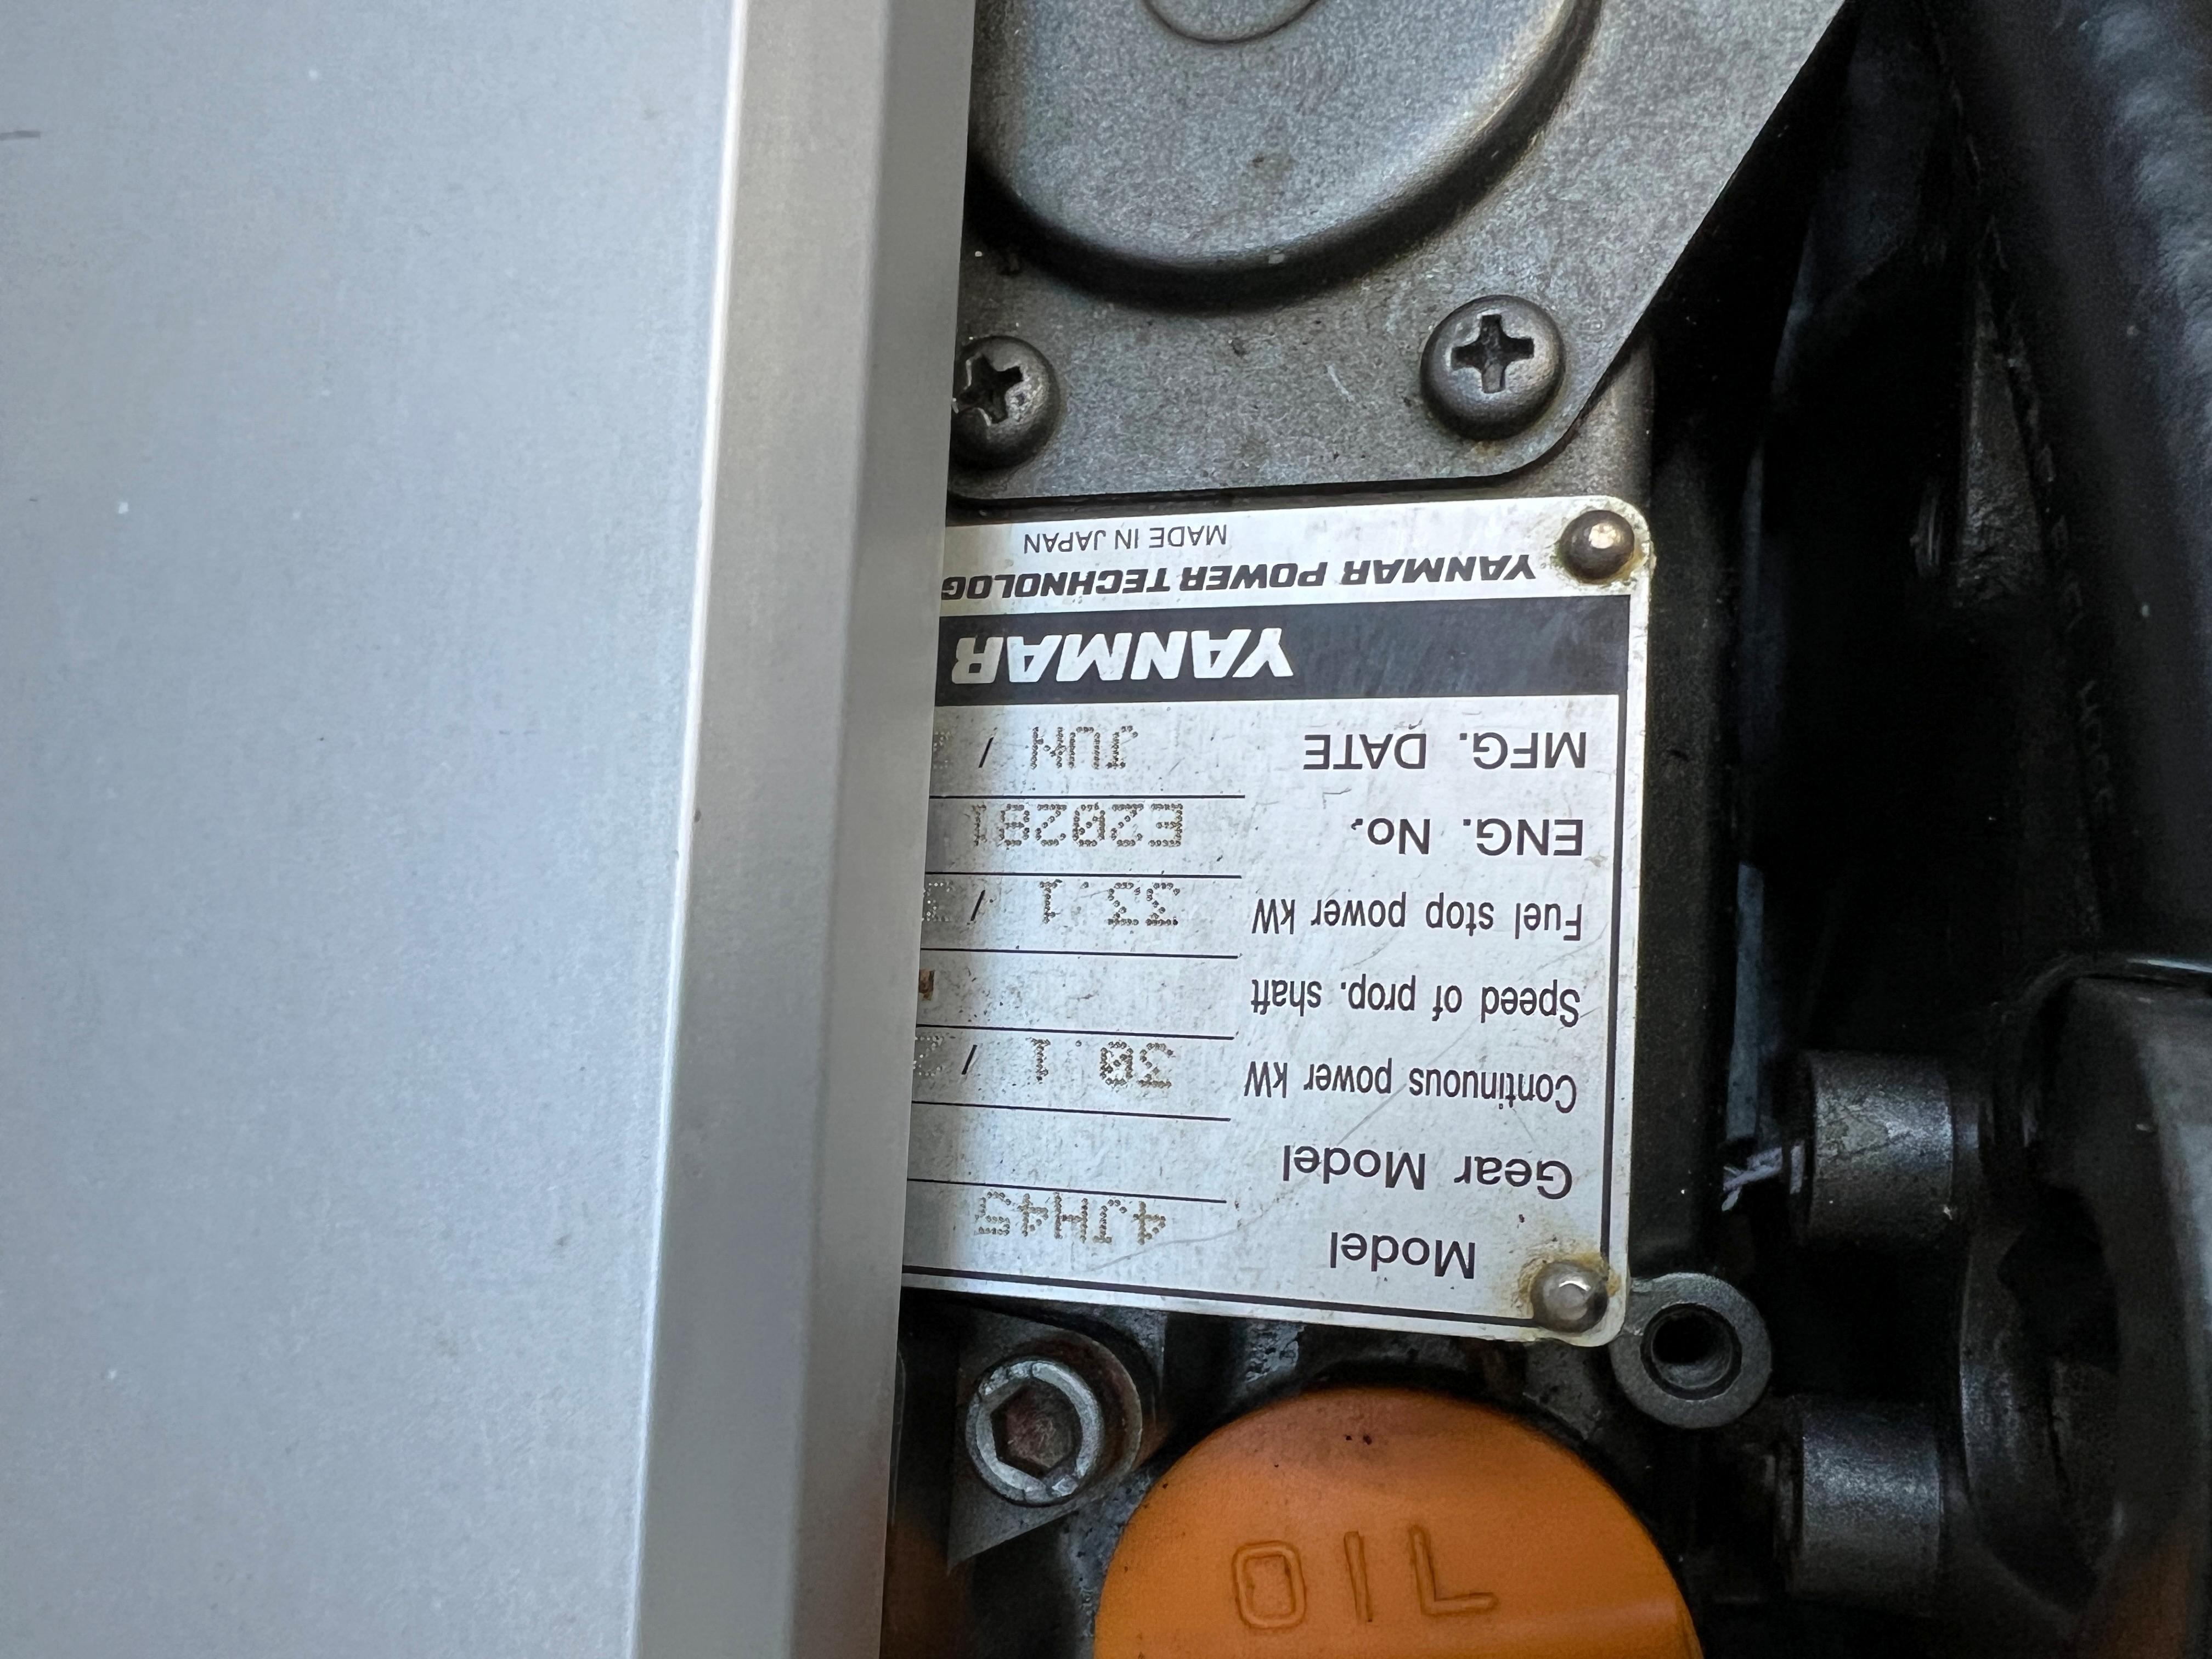 Model 4JH45
Gear Model
Continuous power kW 30.1 /
Speed of prop. shaft
Fuel stop power kW 33.1 /
ENG. No. E20281
MFG. DATE JUN /
YANMAR
YANMAR POWER TECHNOLOG
MADE IN JAPAN
OIL